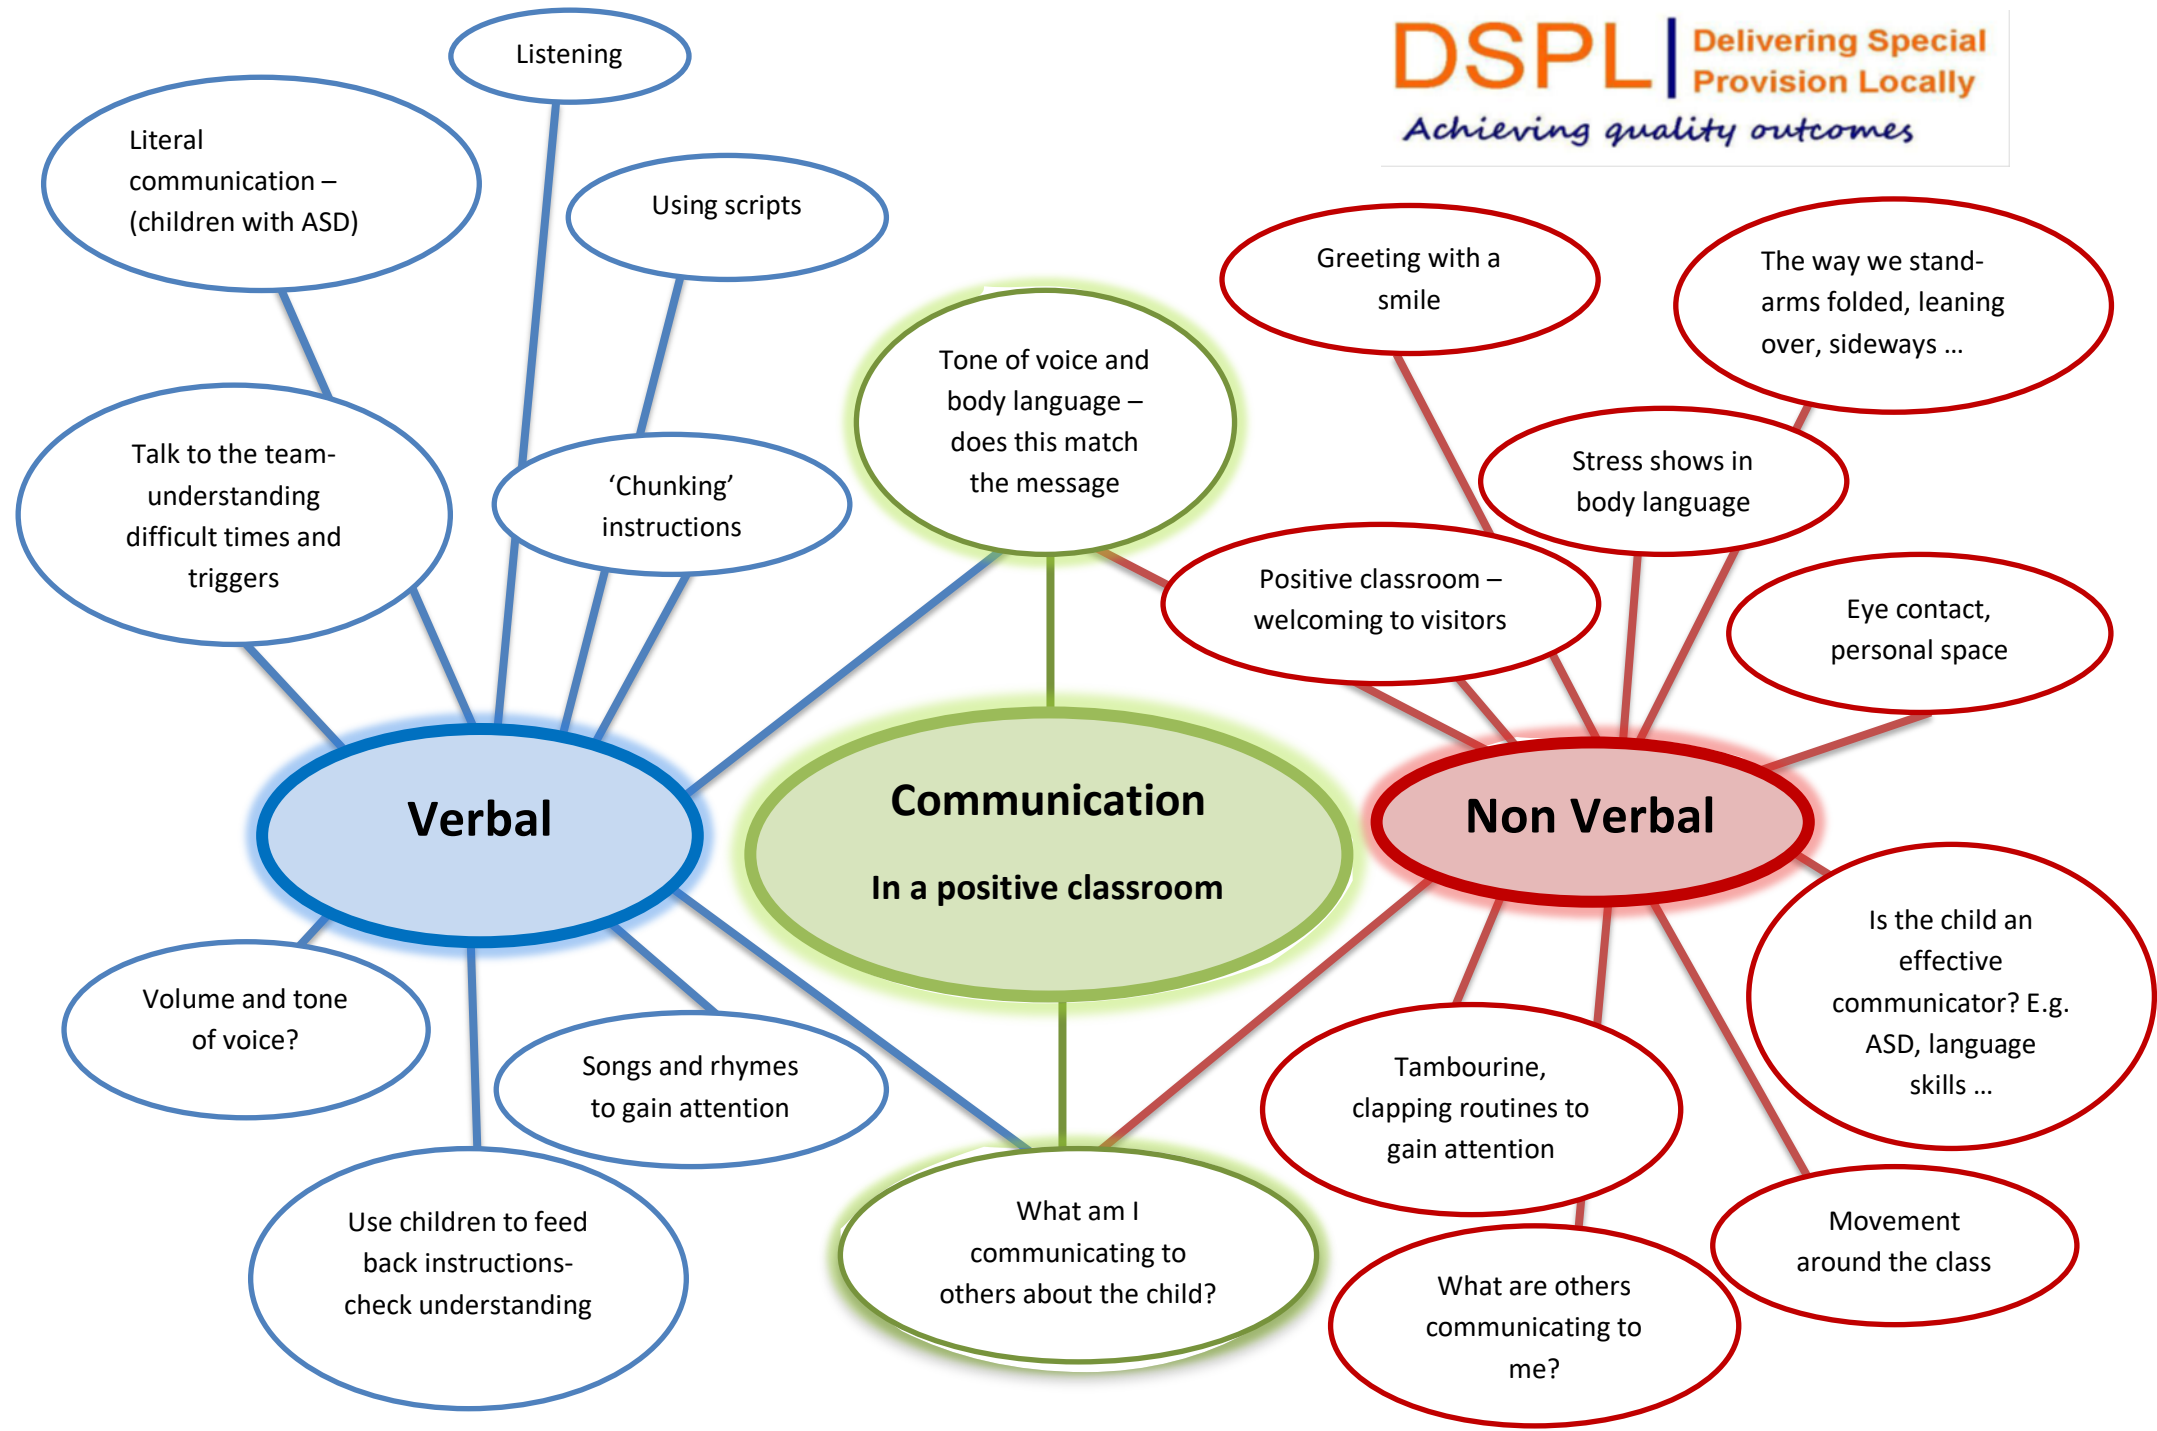 Listening
DSPL
Delivering Special
Provision Locally
Achieving quality outcomes
Literal
communication –
(children with ASD)
Using scripts
Greeting with a
smile
The way we stand-
arms folded, leaning
over, sideways …
Tone of voice and
body language –
does this match
the message
Talk to the team-
understanding
difficult times and
triggers
‘Chunking’
instructions
Stress shows in
body language
Positive classroom –
welcoming to visitors
Eye contact,
personal space
Verbal
Communication
In a positive classroom
Non Verbal
Volume and tone
of voice?
Songs and rhymes
to gain attention
Use children to feed
back instructions-
check understanding
What am I
communicating to
others about the child?
Tambourine,
clapping routines to
gain attention
Is the child an
effective
communicator? E.g.
ASD, language
skills …
What are others
communicating to
me?
Movement
around the class